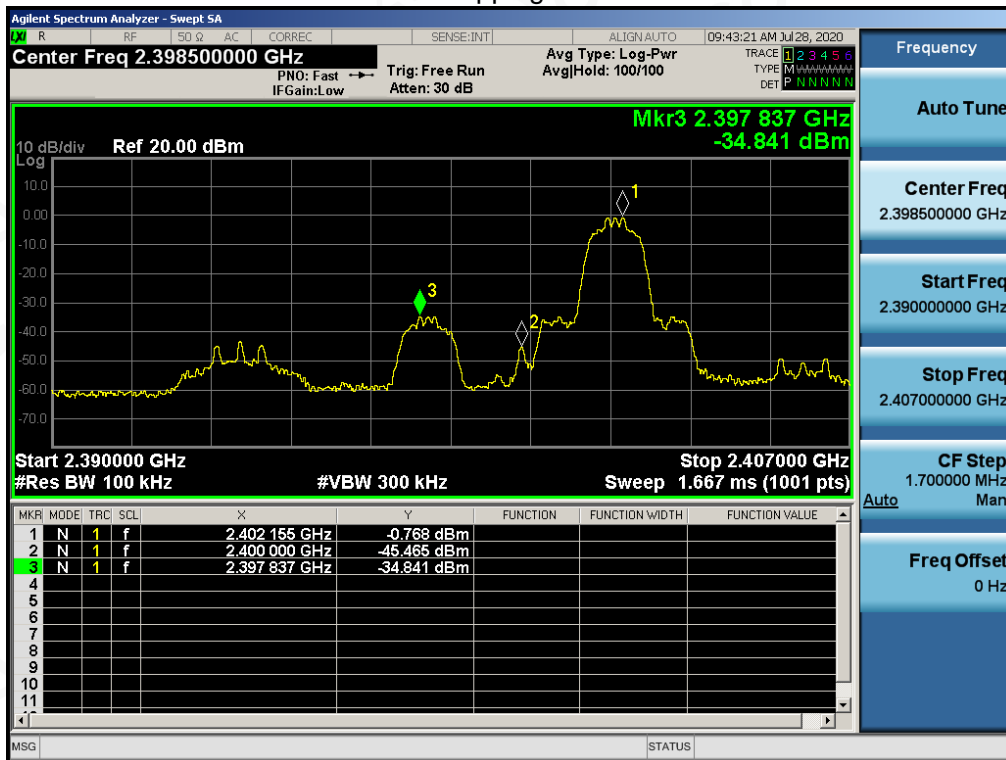 pping
Agilent Spectrum Analyzer - Swept SA
LXI R RF 50 Ω AC CORREC SENSE:INT ALIGN AUTO 09:43:21 AM Jul 28, 2020
Center Freq 2.398500000 GHz
PNO: Fast
IFGain:Low
Trig: Free Run
Atten: 30 dB
Avg Type: Log-Pwr
Avg|Hold: 100/100
TRACE 1 2 3 4 5 6
TYPE M WWWWW
DET P N N N N N
Mkr3 2.397 837 GHz
-34.841 dBm
10 dB/div Ref 20.00 dBm
Log
10.0
0.00
-10.0
-20.0
-30.0
-40.0
-50.0
-60.0
-70.0
1
2
3
Start 2.390000 GHz Stop 2.407000 GHz
#Res BW 100 kHz #VBW 300 kHz Sweep 1.667 ms (1001 pts)
MKR MODE TRC SCL X Y FUNCTION FUNCTION WIDTH FUNCTION VALUE
1 N 1 f 2.402 155 GHz -0.768 dBm
2 N 1 f 2.400 000 GHz -45.465 dBm
3 N 1 f 2.397 837 GHz -34.841 dBm
4
5
6
7
8
9
10
11
MSG STATUS
Frequency
Auto Tune
Center Freq
2.398500000 GHz
Start Freq
2.390000000 GHz
Stop Freq
2.407000000 GHz
CF Step
1.700000 MHz
Auto Man
Freq Offset
0 Hz